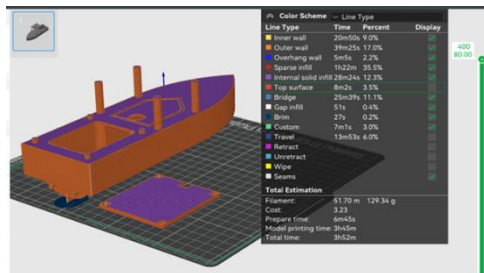 Color Scheme Line Type
Line Type Time Percent Display
Inner wall 20m50s 9.0%
Outer wall 39m25s 17.0%
Overhang wall 5m5s 2.2%
Sparse infill 1h22m 35.5%
Internal solid infill 28m24s 12.3%
Top surface 8m2s 3.5%
Bridge 25m39s 11.1%
Gap infill 51s 0.4%
Brim 27s 0.2%
Custom 7m1s 3.0%
Travel 13m53s 6.0%
Retract
Unretract
Wipe
Seams
Total Estimation
Filament: 51.70 m 129.34 g
Cost: 3.23
Prepare time: 6m45s
Model printing time: 3h45m
Total time: 3h52m
400
80.00